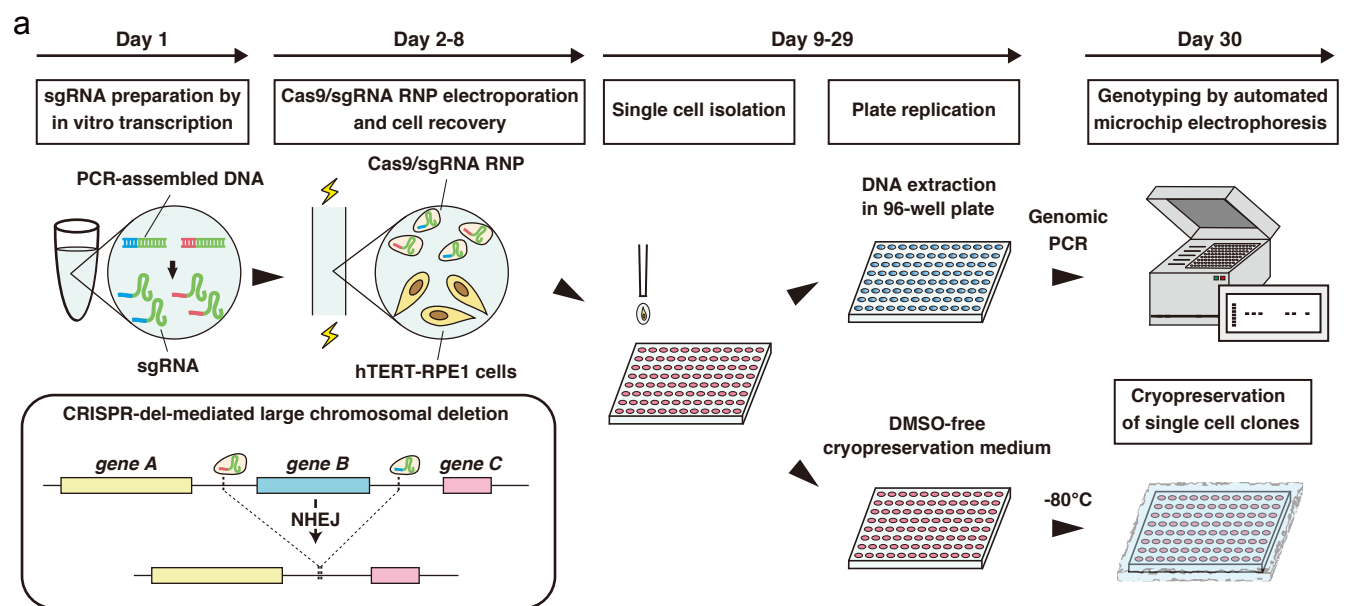 a
Day 1
Day 2-8
Day 9-29
Day 30
sgRNA preparation by
in vitro transcription
Cas9/sgRNA RNP electroporation
and cell recovery
Single cell isolation
Plate replication
Genotyping by automated
microchip electrophoresis
PCR-assembled DNA
sgRNA
Cas9/sgRNA RNP
hTERT-RPE1 cells
DNA extraction
in 96-well plate
Genomic
PCR
DMSO-free
cryopreservation medium
-80°C
Cryopreservation
of single cell clones
CRISPR-del-mediated large chromosomal deletion
gene A
gene B
gene C
NHEJ